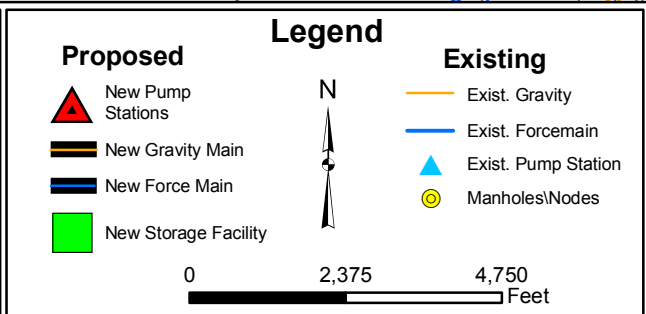 Legend
Proposed
New Pump
Stations
New Gravity Main
New Force Main
New Storage Facility
N
Existing
Exist. Gravity
Exist. Forcemain
Exist. Pump Station
Manholes\Nodes
0 2,375 4,750
Feet